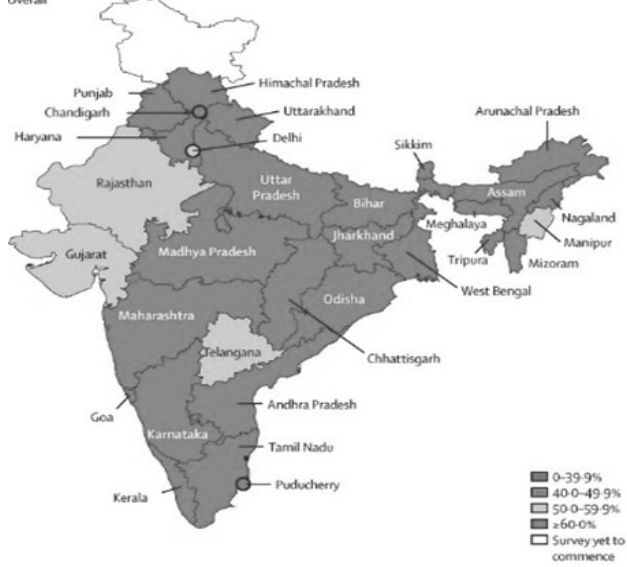 Overall
Himachal Pradesh
Punjab
Chandigarh
Uttarakhand
Haryana
Delhi
Arunachal Pradesh
Sikkim
Rajasthan
Uttar
Pradesh
Bihar
Assam
Meghalaya
Nagaland
Jharkhand
Manipur
Gujarat
Madhya Pradesh
Tripura
Mizoram
West Bengal
Odisha
Maharashtra
Telangana
Chhattisgarh
Goa
Andhra Pradesh
Karnataka
Tamil Nadu
Kerala
Puducherry
0–39·9%
40·0–49·9%
50·0–59·9%
≥60·0%
Survey yet to
commence